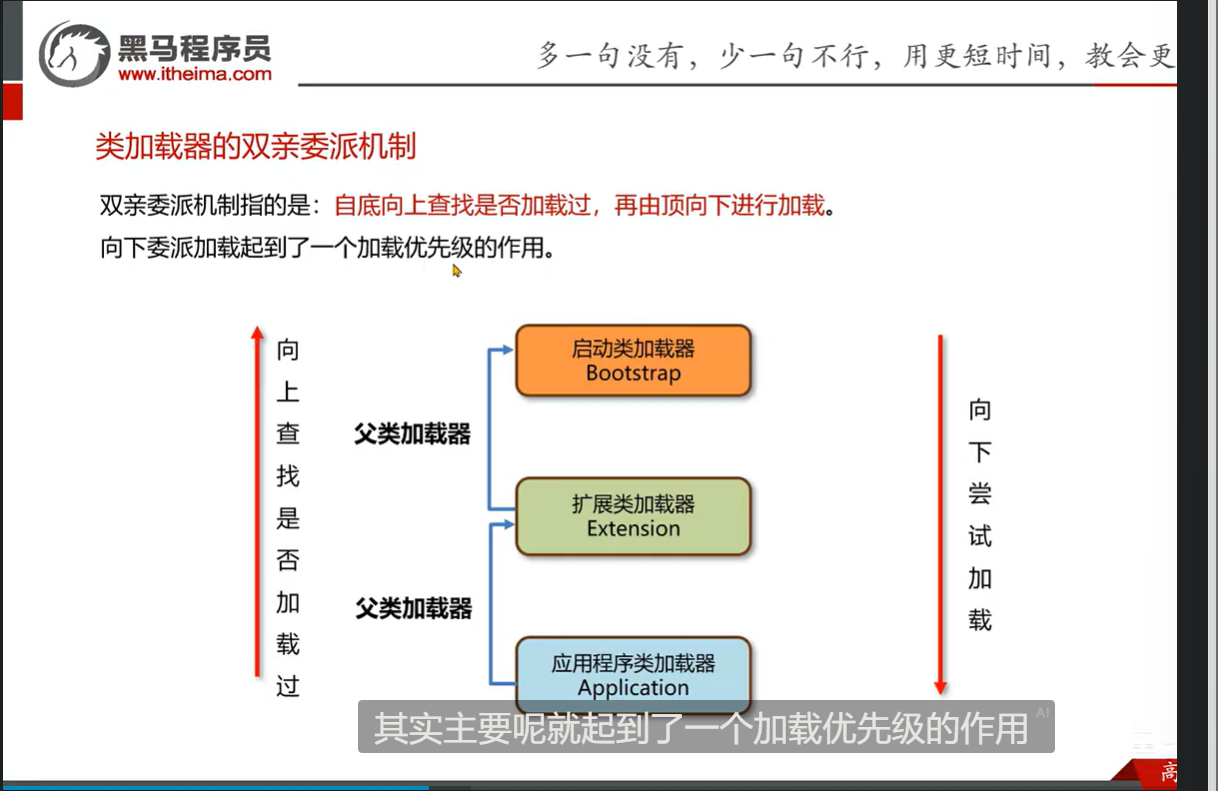 黑马程序员
www.itheima.com
多一句没有，少一句不行，用更短时间，教会更
类加载器的双亲委派机制
双亲委派机制指的是：自底向上查找是否加载过，再由顶向下进行加载。
向下委派加载起到了一个加载优先级的作用。
向上查找是否加载过
父类加载器
父类加载器
启动类加载器
Bootstrap
扩展类加载器
Extension
应用程序类加载器
Application
向下尝试加载
其实主要呢就起到了一个加载优先级的作用
AI
高